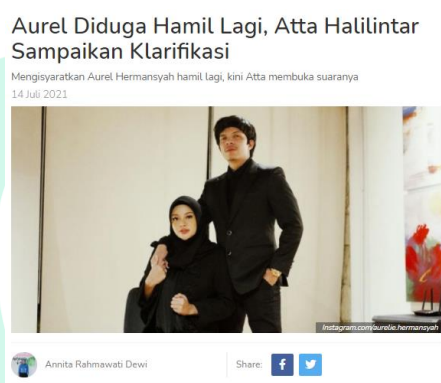 Aurel Diduga Hamil Lagi, Atta Halilintar
Sampaikan Klarifikasi
Mengisyaratkan Aurel Hermansyah hamil lagi, kini Atta membuka suaranya
14 Juli 2021
Instagram.com/aurelie.hermansyah
Annita Rahmawati Dewi
Share: